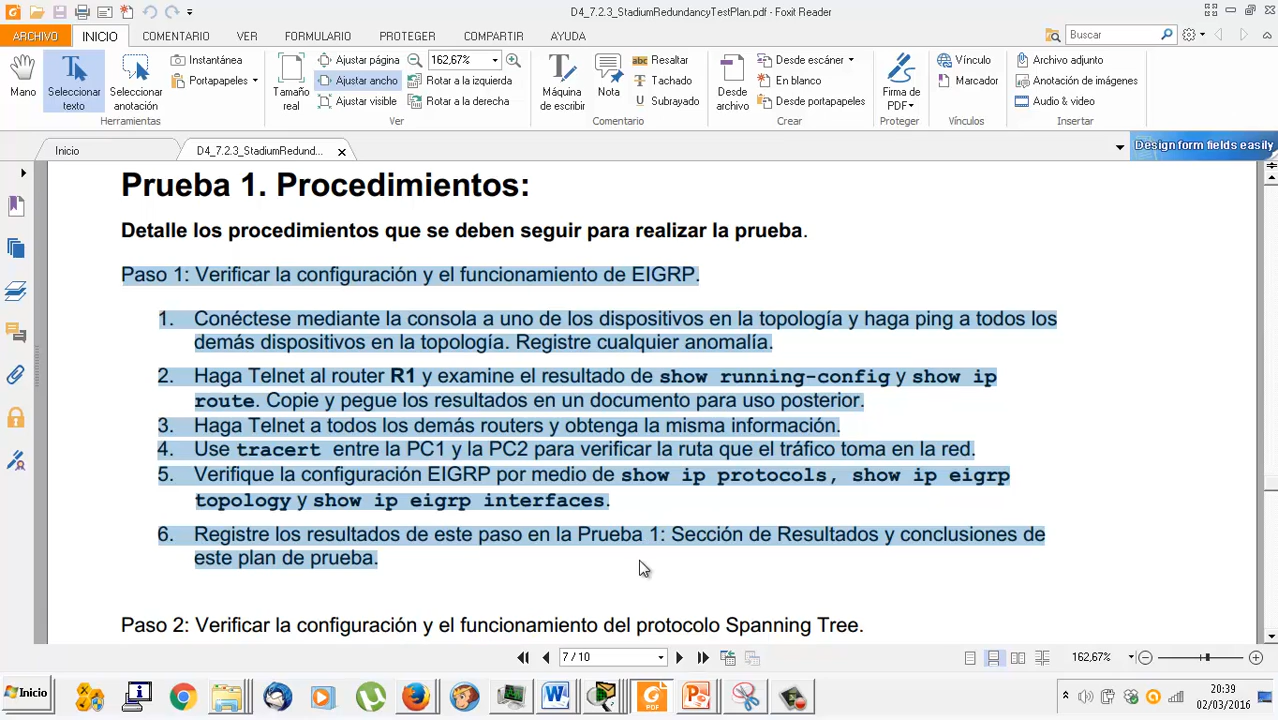 D4_7.2.3_StadiumRedundancyTestPlan.pdf - Foxit Reader
ARCHIVO INICIO COMENTARIO VER FORMULARIO PROTEGER COMPARTIR AYUDA
Buscar
Mano
Seleccionar texto
Seleccionar anotación
Instantánea
Portapapeles
Herramientas
Tamaño real
Ajustar página
Ajustar ancho
Ajustar visible
162,67%
Rotar a la izquierda
Rotar a la derecha
Ver
Máquina de escribir
Nota
Resaltar
Tachado
Subrayado
Comentario
Desde archivo
Desde escáner
En blanco
Desde portapapeles
Crear
Firma de PDF
Proteger
Vínculo
Marcador
Vínculos
Archivo adjunto
Anotación de imágenes
Audio & video
Insertar
Inicio
D4_7.2.3_StadiumRedund...
Design form fields easily
Prueba 1. Procedimientos:
Detalle los procedimientos que se deben seguir para realizar la prueba.
Paso 1: Verificar la configuración y el funcionamiento de EIGRP.
1. Conéctese mediante la consola a uno de los dispositivos en la topología y haga ping a todos los
demás dispositivos en la topología. Registre cualquier anomalía.
2. Haga Telnet al router R1 y examine el resultado de show running-config y show ip
route. Copie y pegue los resultados en un documento para uso posterior.
3. Haga Telnet a todos los demás routers y obtenga la misma información.
4. Use tracert entre la PC1 y la PC2 para verificar la ruta que el tráfico toma en la red.
5. Verifique la configuración EIGRP por medio de show ip protocols, show ip eigrp
topology y show ip eigrp interfaces.
6. Registre los resultados de este paso en la Prueba 1: Sección de Resultados y conclusiones de
este plan de prueba.
Paso 2: Verificar la configuración y el funcionamiento del protocolo Spanning Tree.
7 / 10
162,67%
Inicio
20:39
02/03/2016